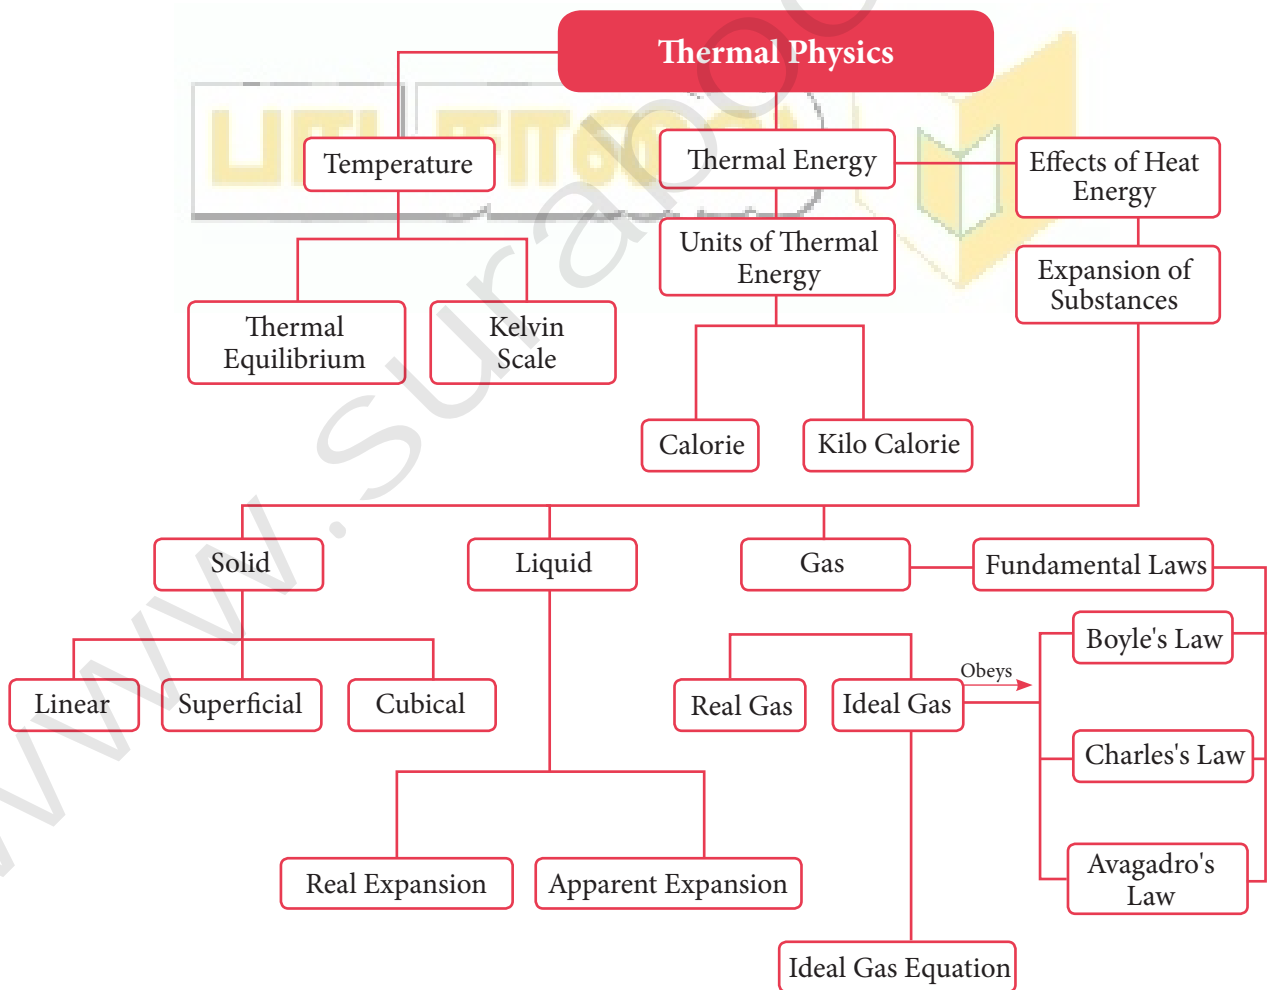 Thermal Physics
Temperature
Thermal Energy
Effects of Heat
Energy
Units of Thermal
Energy
Expansion of
Substances
Thermal
Equilibrium
Kelvin
Scale
Calorie
Kilo Calorie
Solid
Liquid
Gas
Fundamental Laws
Linear
Superficial
Cubical
Real Gas
Ideal Gas
Obeys
Boyle's Law
Charles's Law
Avagadro's
Law
Real Expansion
Apparent Expansion
Ideal Gas Equation